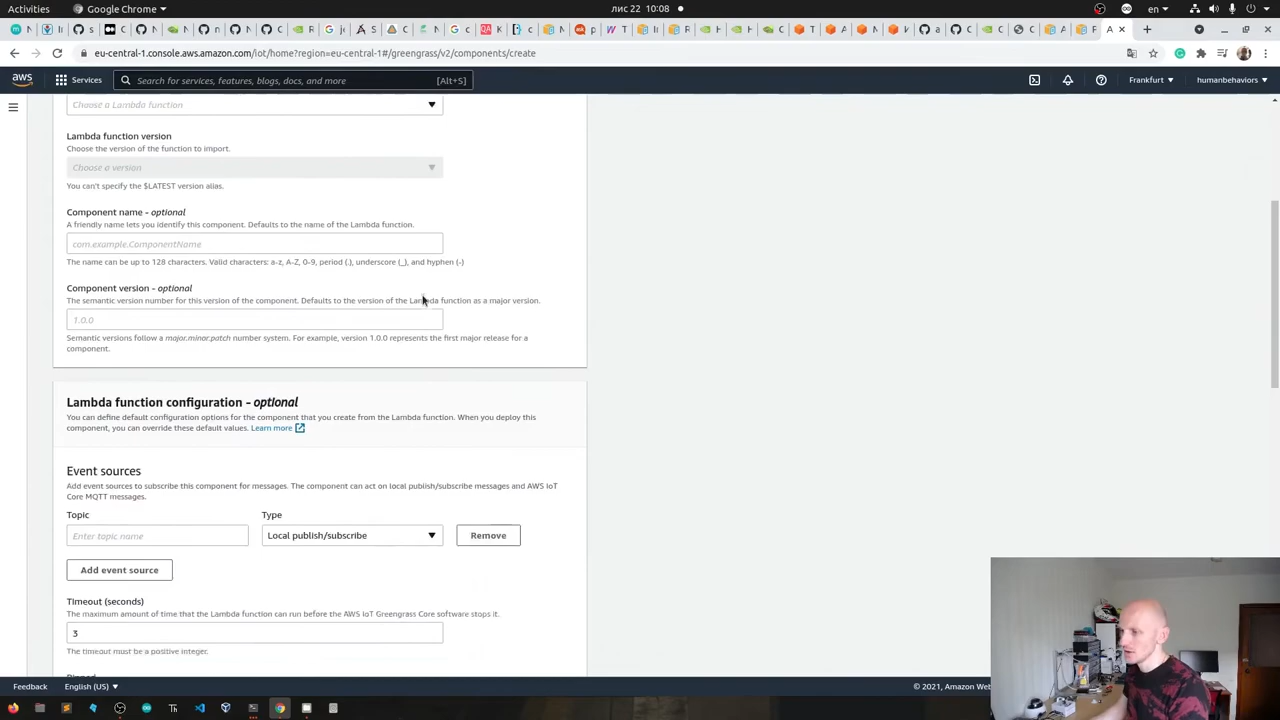 Activities
Google Chrome
лис 22 10:08
en
eu-central-1.console.aws.amazon.com/iot/home?region=eu-central-1#/greengrass/v2/components/create
aws
Services
Search for services, features, blogs, docs, and more
[Alt+S]
Frankfurt
humanbehaviors
Choose a Lambda function
Lambda function version
Choose the version of the function to import.
Choose a version
You can't specify the $LATEST version alias.
Component name - optional
A friendly name lets you identify this component. Defaults to the name of the Lambda function.
com.example.ComponentName
The name can be up to 128 characters. Valid characters: a-z, A-Z, 0-9, period (.), underscore (_), and hyphen (-)
Component version - optional
The semantic version number for this version of the component. Defaults to the version of the Lambda function as a major version.
1.0.0
Semantic versions follow a major.minor.patch number system. For example, version 1.0.0 represents the first major release for a
component.
Lambda function configuration - optional
You can define default configuration options for the component that you create from the Lambda function. When you deploy this
component, you can override these default values. Learn more
Event sources
Add event sources to subscribe this component for messages. The component can act on local publish/subscribe messages and AWS IoT
Core MQTT messages.
Topic
Type
Enter topic name
Local publish/subscribe
Remove
Add event source
Timeout (seconds)
The maximum amount of time that the Lambda function can run before the AWS IoT Greengrass Core software stops it.
3
The timeout must be a positive integer.
Feedback
English (US)
© 2021, Amazon Web